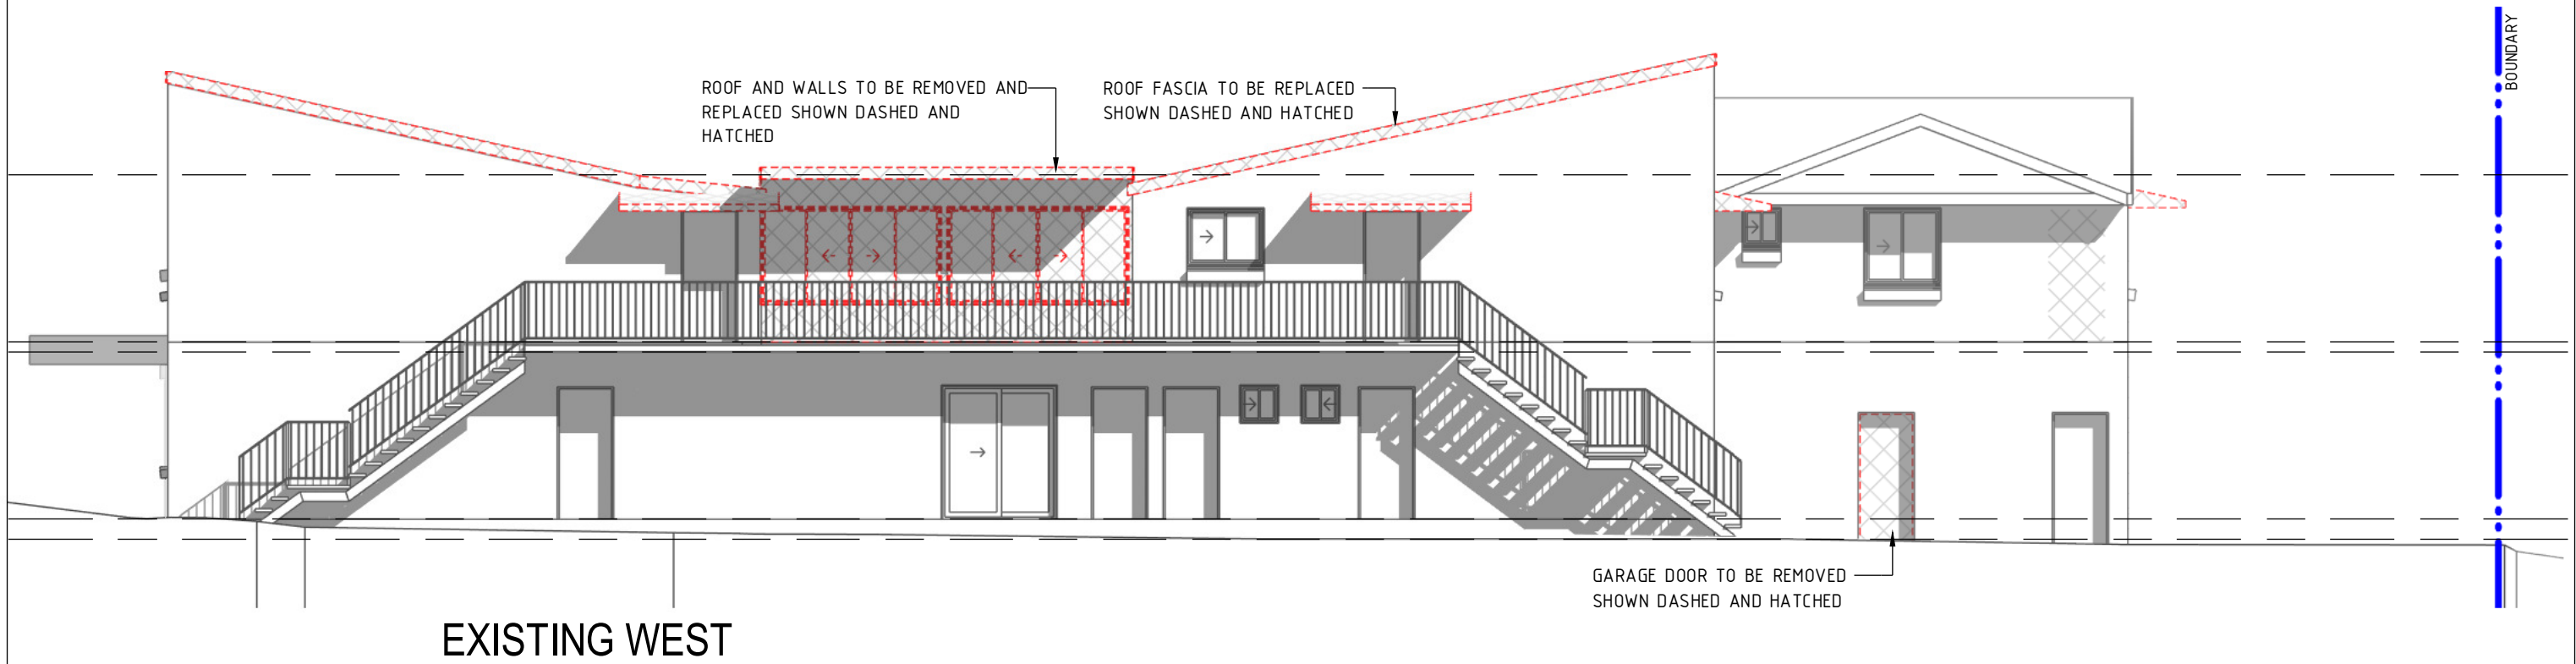 ROOF AND WALLS TO BE REMOVED AND
REPLACED SHOWN DASHED AND
HATCHED
ROOF FASCIA TO BE REPLACED
SHOWN DASHED AND HATCHED
BOUNDARY
GARAGE DOOR TO BE REMOVED
SHOWN DASHED AND HATCHED
EXISTING WEST